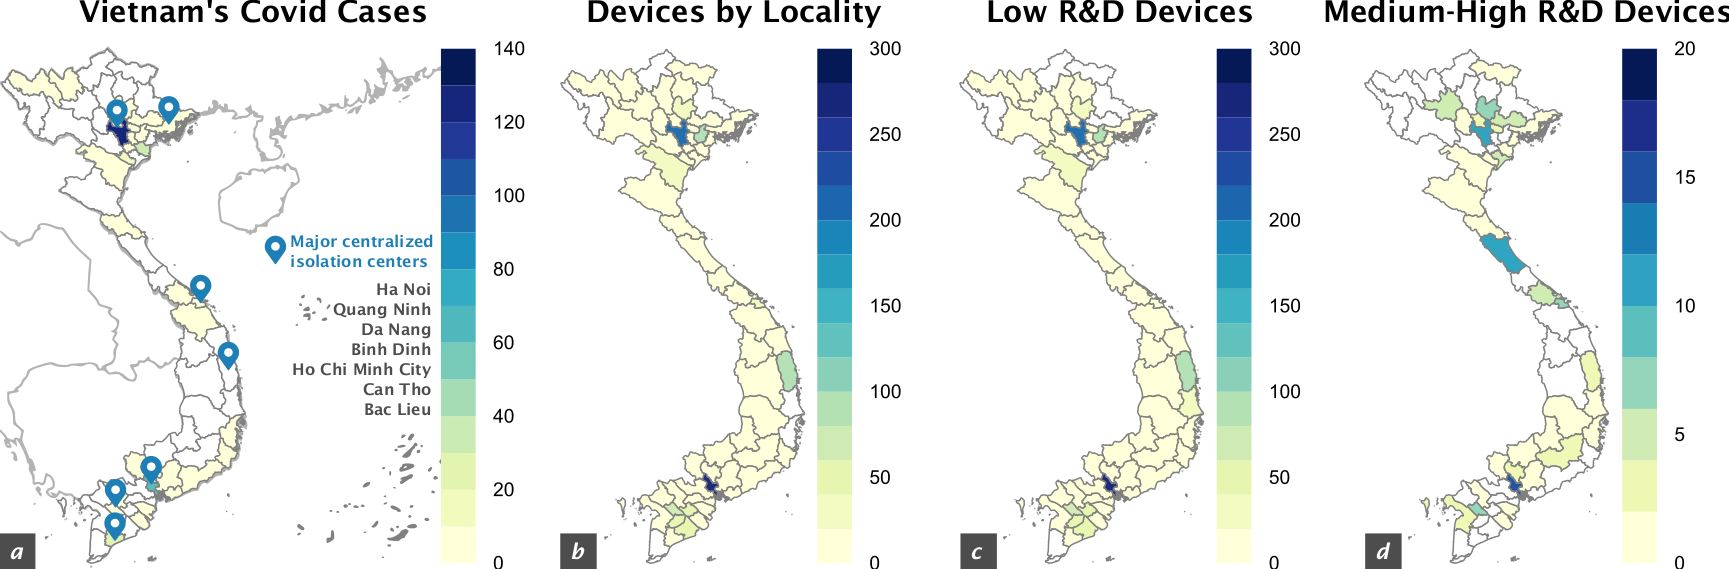 Vietnam's Covid Cases
Devices by Locality
Low R&D Devices
Medium-High R&D Devices
140
120
100
80
60
40
20
0
Major centralized
isolation centers
Ha Noi
Quang Ninh
Da Nang
Binh Dinh
Ho Chi Minh City
Can Tho
Bac Lieu
a
300
250
200
150
100
50
0
b
300
250
200
150
100
50
0
c
20
15
10
5
0
d